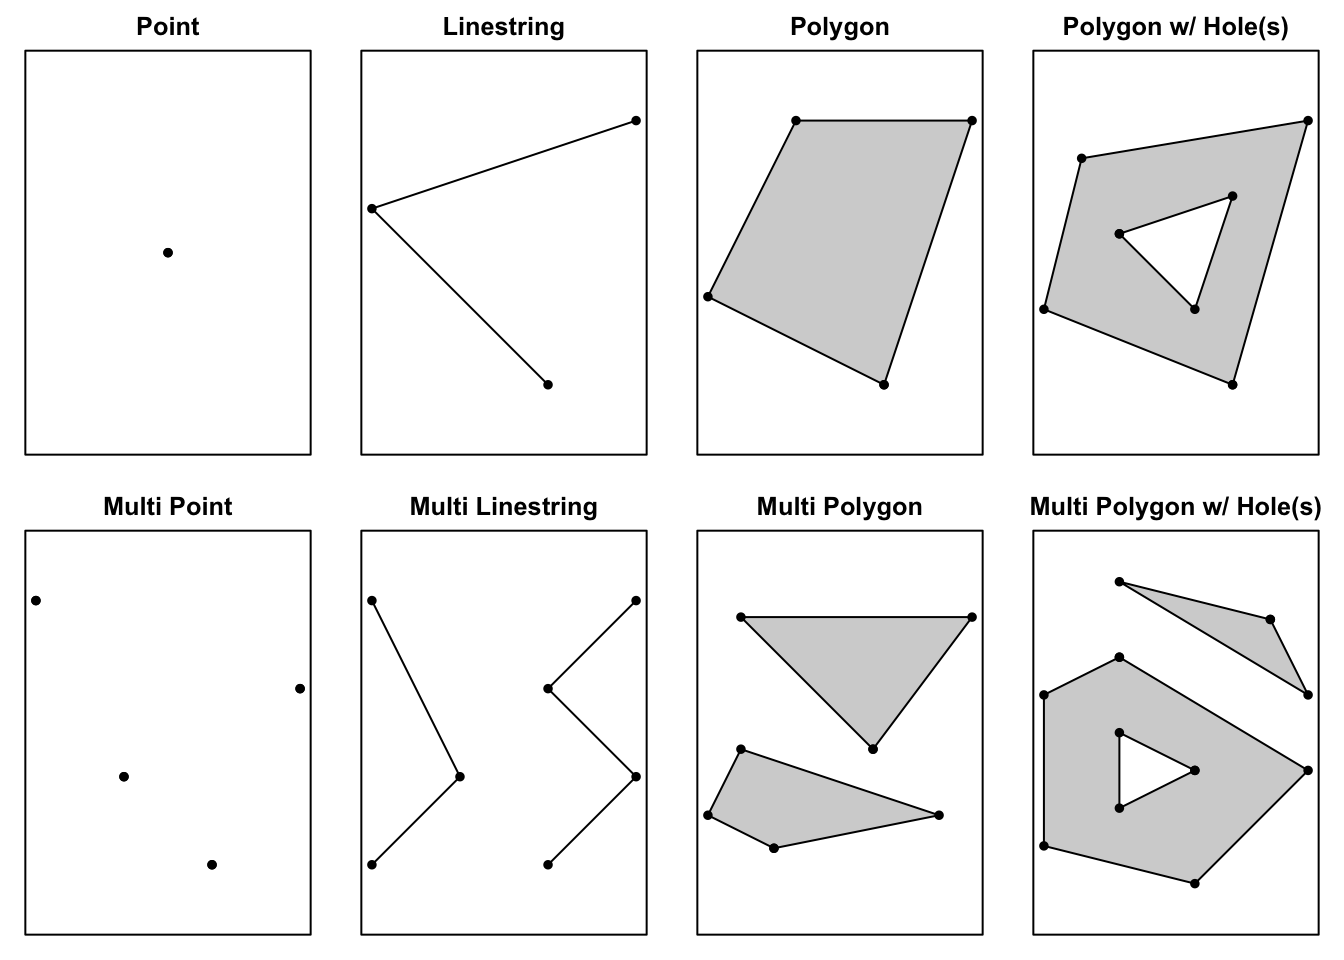 Point
Linestring
Polygon
Polygon w/ Hole(s)
Multi Point
Multi Linestring
Multi Polygon
Multi Polygon w/ Hole(s)